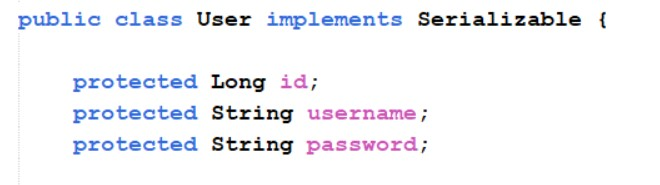 public class User implements Serializable {
protected Long id;
protected String username;
protected String password;